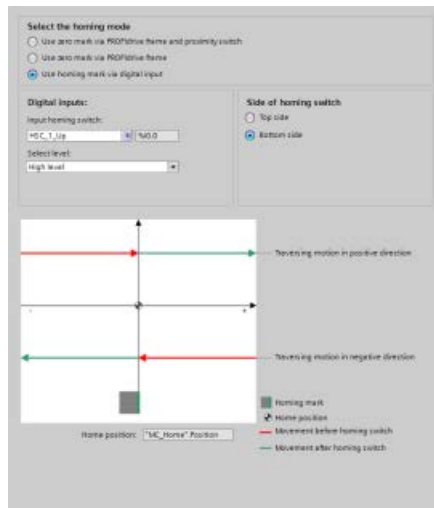 Select the homing mode
Use zero mark via PROFIdrive frame and proximity switch
Use zero mark via PROFIdrive frame
Use homing mark via digital input
Digital inputs:
Input homing switch:
HSC_1_Up
%I0.0
Select level:
High level
Side of homing switch
Top side
Bottom side
Traversing motion in positive direction
-
+
Traversing motion in negative direction
Homing mark
Home position
Movement before homing switch
Movement after homing switch
Home position:
"MC_Home".Position